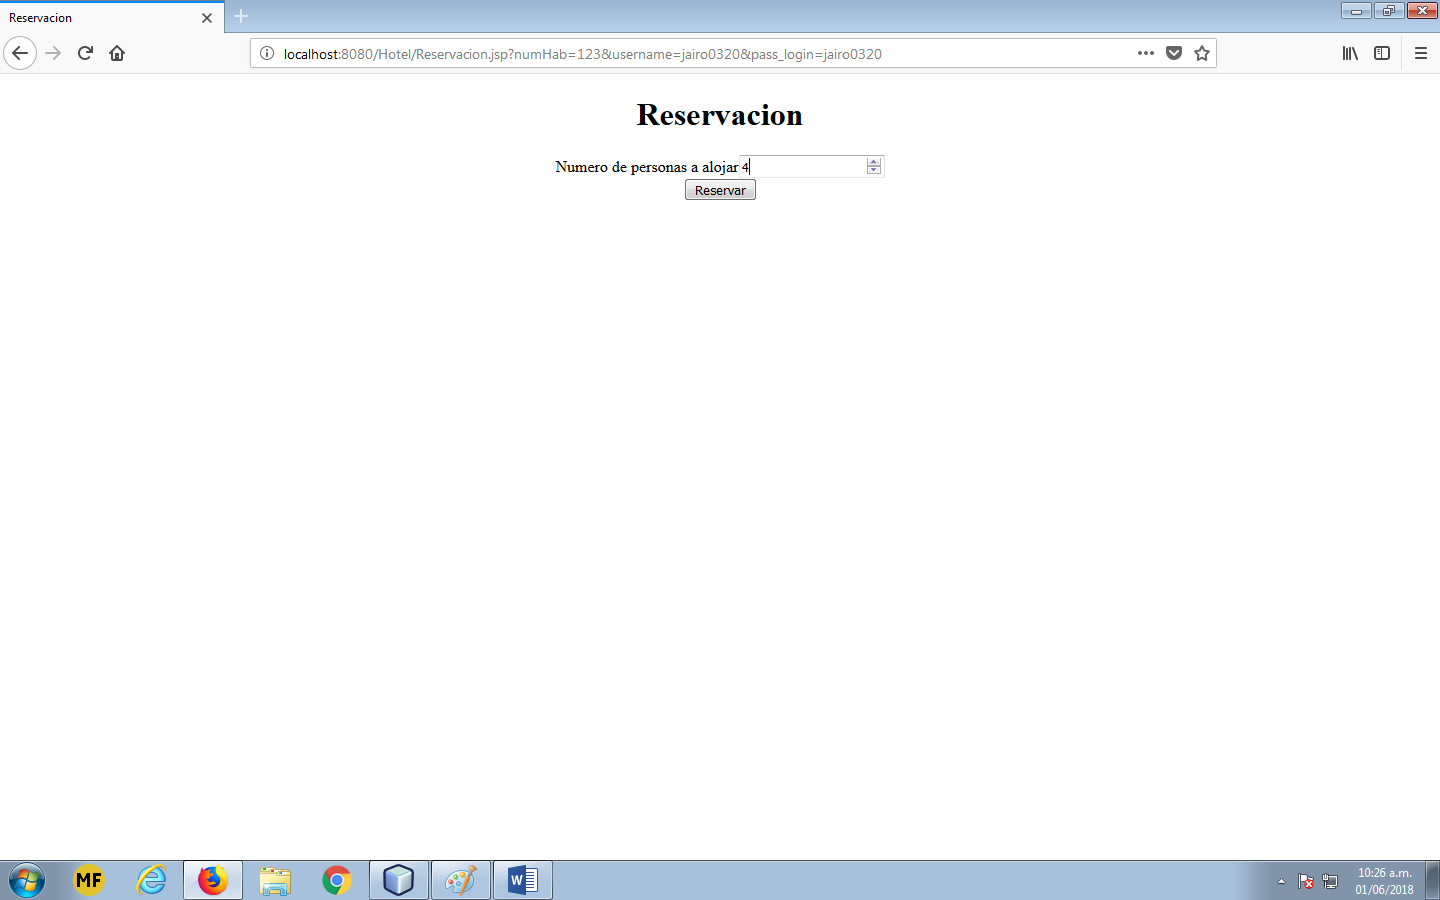 Reservacion
localhost:8080/Hotel/Reservacion.jsp?numHab=123&username=jairo0320&pass_login=jairo0320
Reservacion
Numero de personas a alojar 4
Reservar
MF
W
10:26 a.m.
01/06/2018